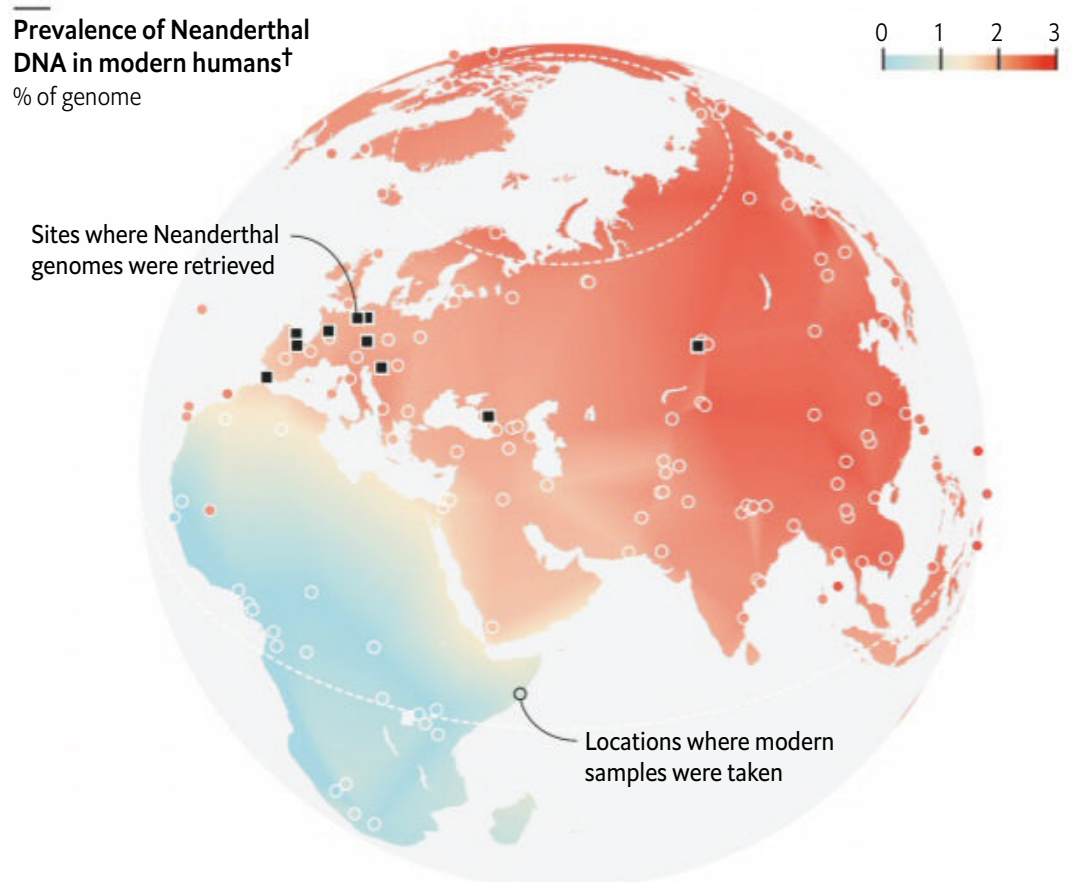 Prevalence of Neanderthal
DNA in modern humans†
% of genome
0 1 2 3
Sites where Neanderthal
genomes were retrieved
Locations where modern
samples were taken